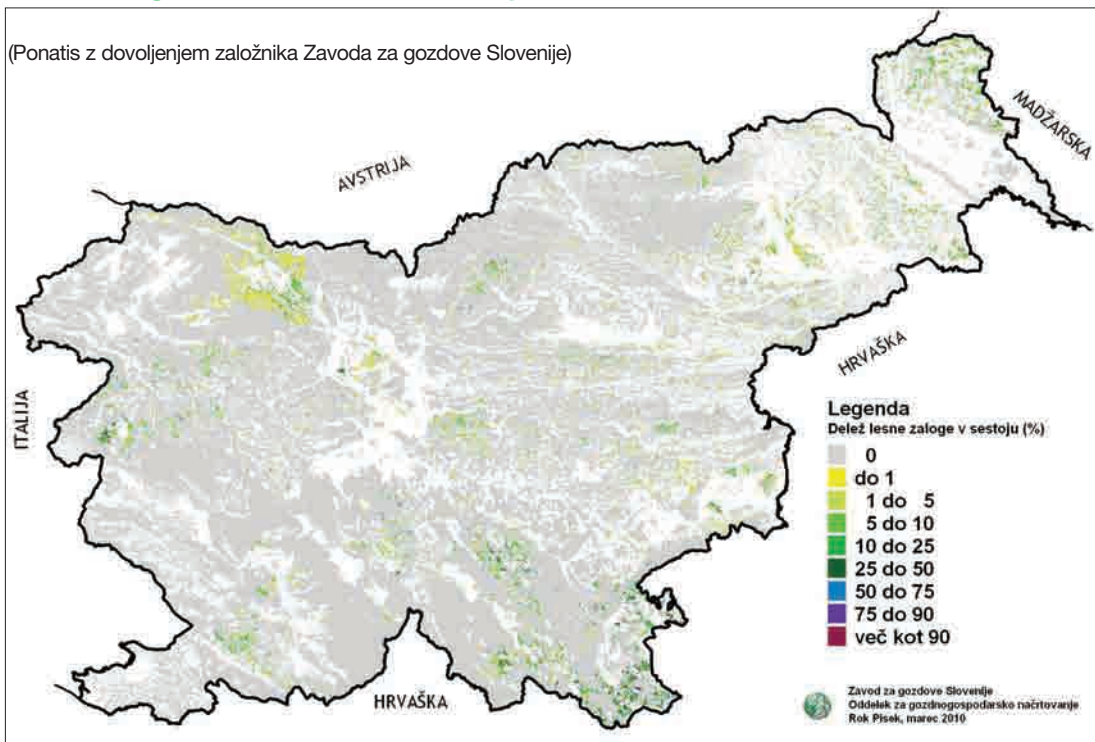 (Ponatis z dovoljenjem založnika Zavoda za gozdove Slovenije)
MADŽARSKA
AVSTRIJA
HRVAŠKA
ITALIJA
Legenda
Delež lesne zaloge v sestoju (%)
0
do 1
1 do 5
5 do 10
10 do 25
25 do 50
50 do 75
75 do 90
več kot 90
HRVAŠKA
Zavod za gozdove Slovenije
Oddelek za gozdnogospodarsko načrtovanje
Rok Pisek, marec 2010